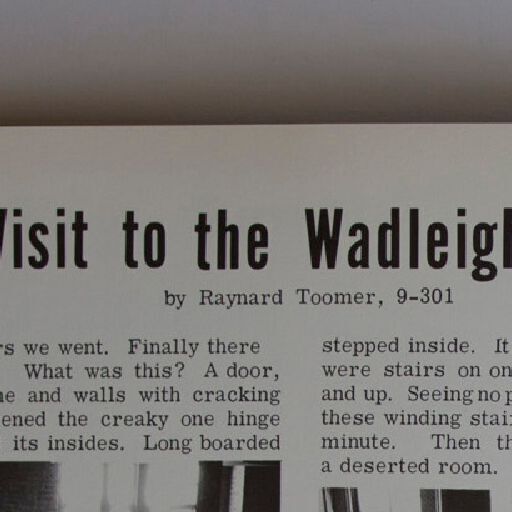 Visit to the Wadleigh
by Raynard Toomer, 9-301
rs we went. Finally there
What was this? A door,
ne and walls with cracking
ened the creaky one hinge
its insides. Long boarded
stepped inside. It
were stairs on on
and up. Seeing no p
these winding stai
minute. Then th
a deserted room.